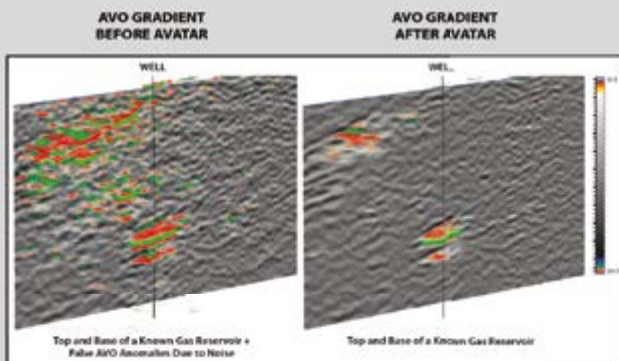 AVO GRADIENT
BEFORE AVATAR
AVO GRADIENT
AFTER AVATAR
WELL
WEL..
Top and Base of a Known Gas Reservoir +
False AVO Anomalies Due to Noise
Top and Base of a Known Gas Reservoir